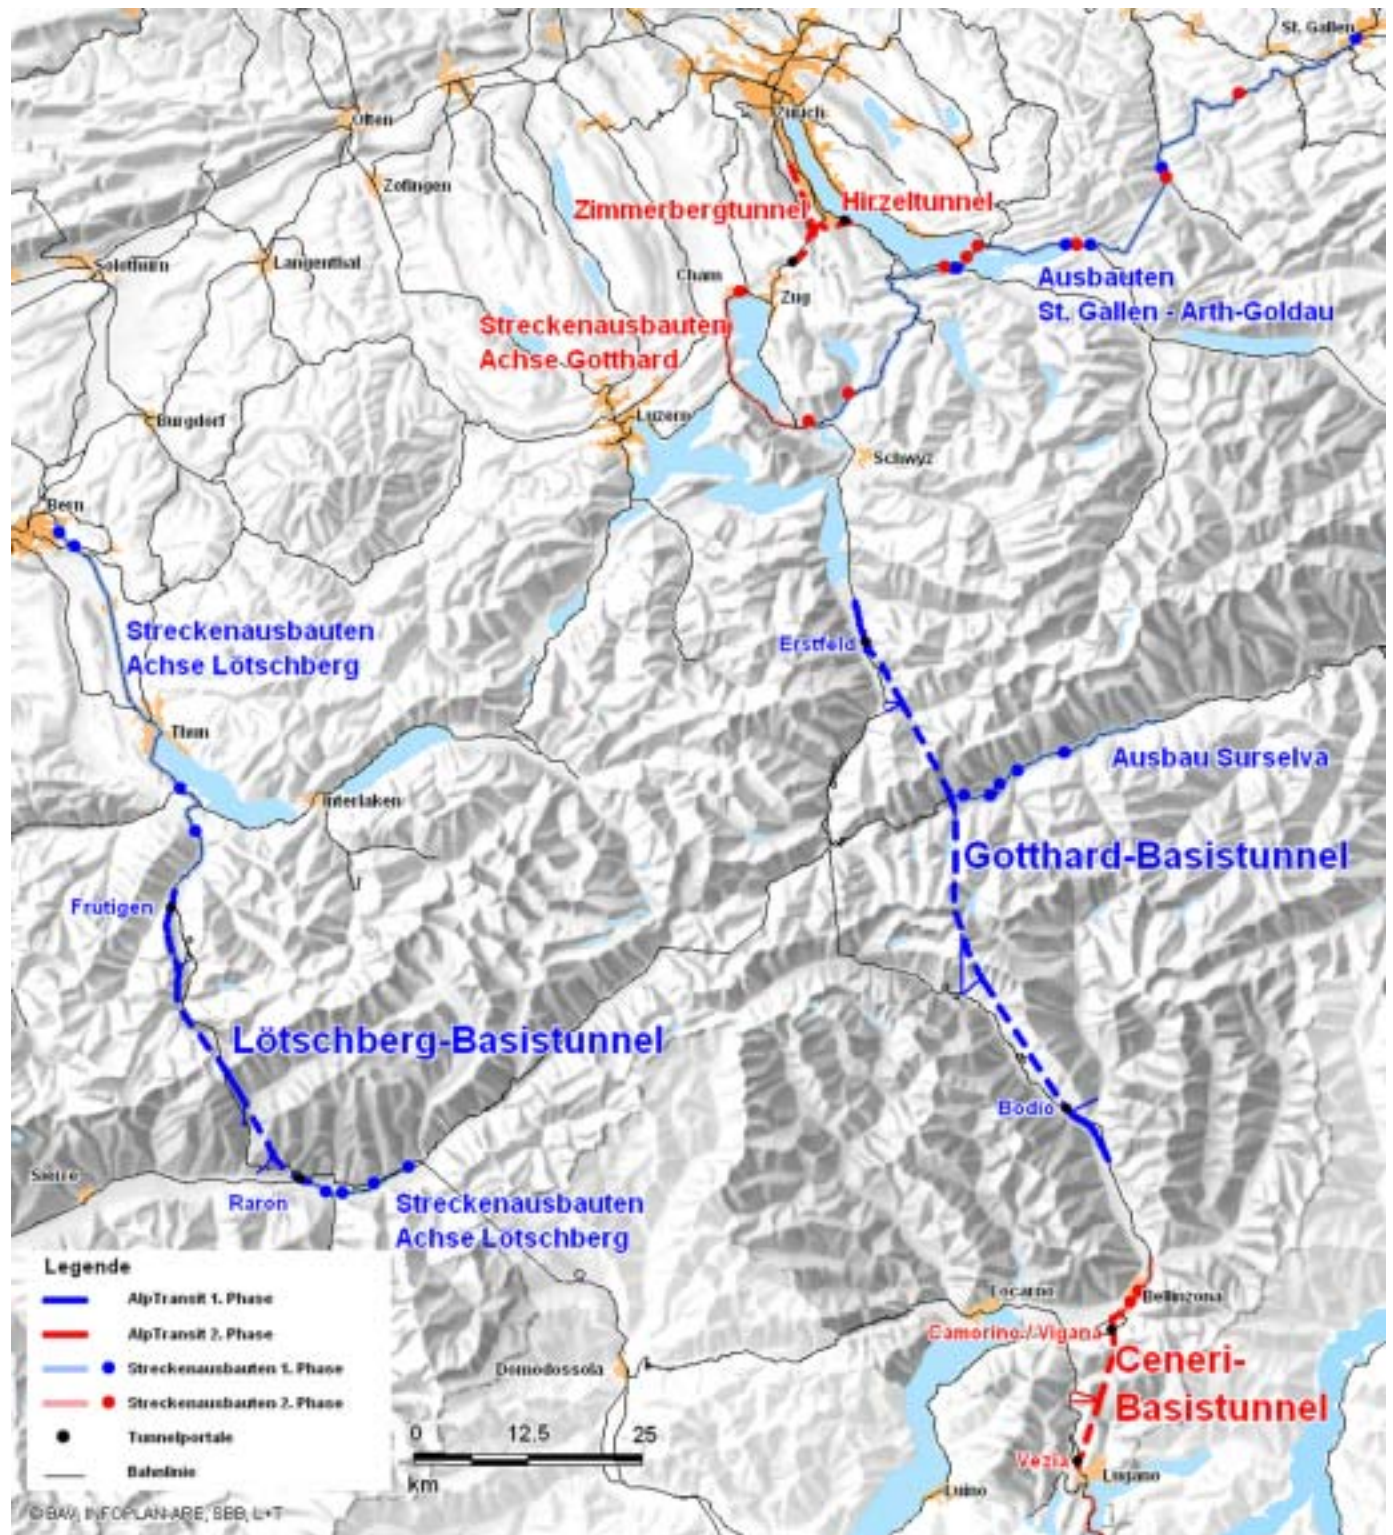 St. Gallen
Olten
Zürich
Zofingen
Zimmerbergtunnel
Hirzeltunnel
Solothurn
Langenthal
Cham
Zug
Ausbauten
St. Gallen - Arth-Goldau
Streckenausbauten
Achse Gotthard
Burgdorf
Luzern
Schwyz
Bern
Streckenausbauten
Achse Lötschberg
Erstfeld
Thun
Ausbau Surselva
Interlaken
Gotthard-Basistunnel
Frutigen
Lötschberg-Basistunnel
Bodio
Sierre
Raron
Streckenausbauten
Achse Lötschberg
Locarno
Bellinzona
Camorino / Vigana
Ceneri-
Basistunnel
Domodossola
Vezia
Lugano
Luino
Legende
AlpTransit 1. Phase
AlpTransit 2. Phase
Streckenausbauten 1. Phase
Streckenausbauten 2. Phase
Tunnelportale
Bahnlinie
0 12.5 25
km
© BAV, INFOPLAN-ARE, SBB, L+T